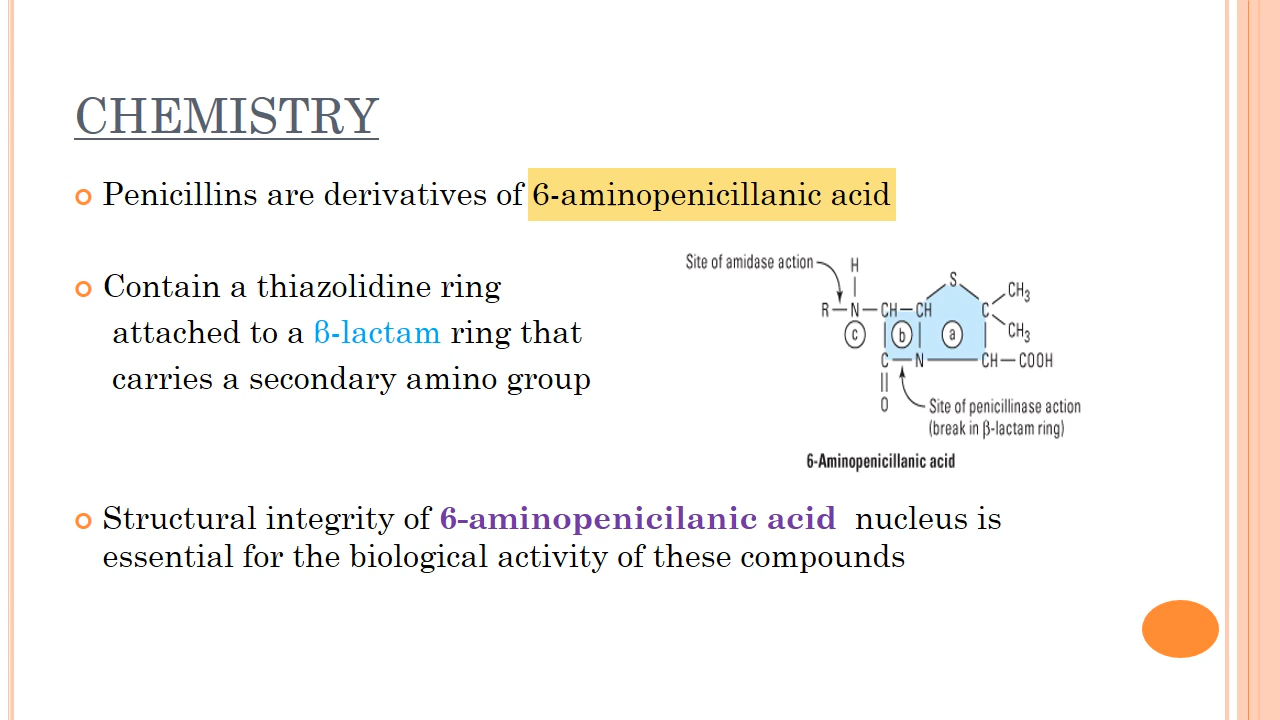 CHEMISTRY
Penicillins are derivatives of 6-aminopenicillanic acid
Contain a thiazolidine ring
attached to a β-lactam ring that
carries a secondary amino group
Site of amidase action
H
S
CH3
R—N—CH—CH
C
c
b
a
CH3
C—N
CH—COOH
O
Site of penicillinase action
(break in β-lactam ring)
6-Aminopenicillanic acid
Structural integrity of 6-aminopenicilanic acid nucleus is
essential for the biological activity of these compounds